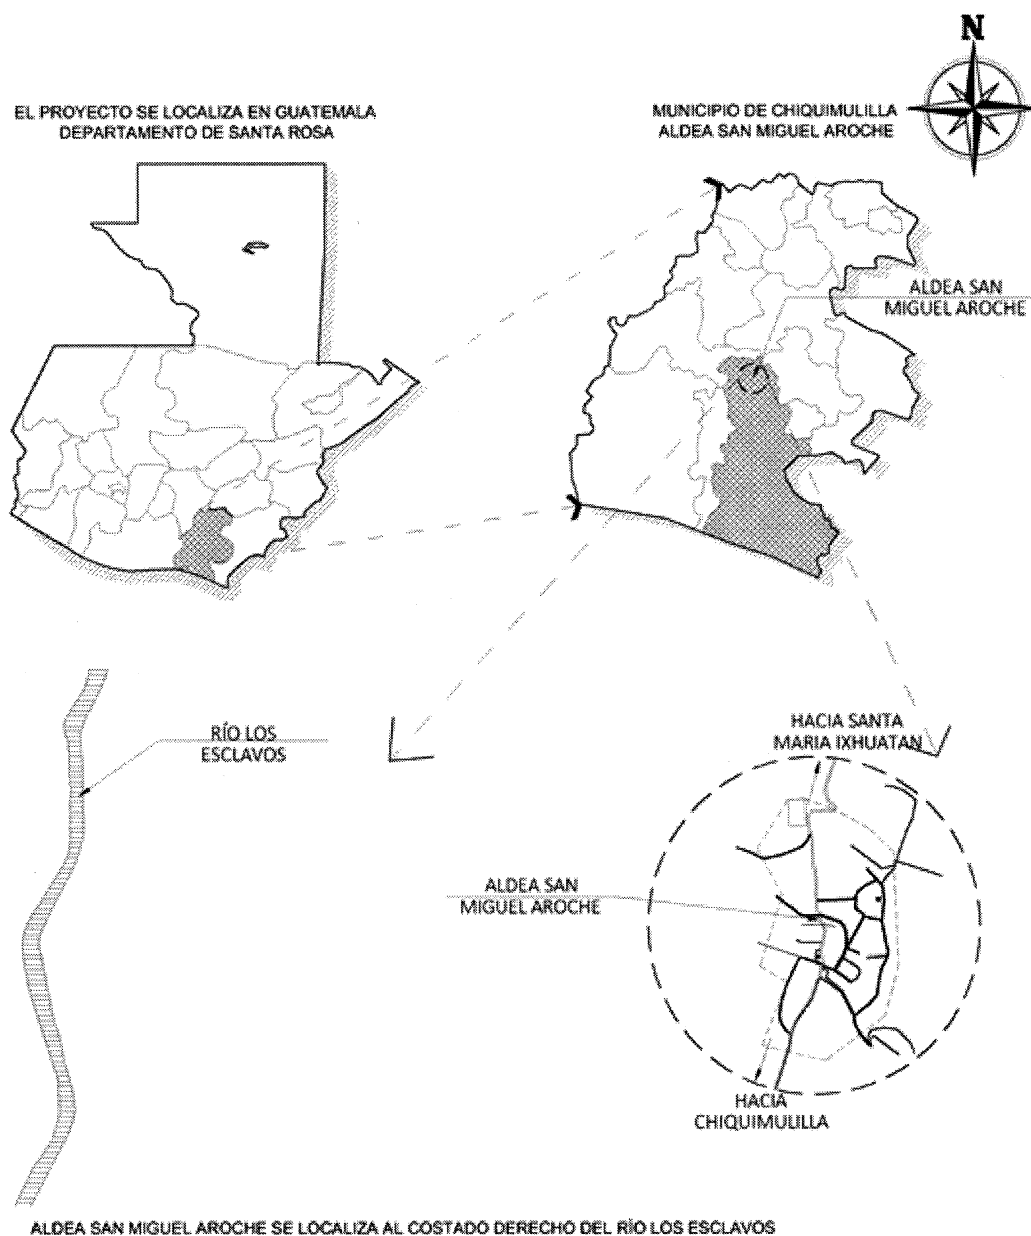 N
EL PROYECTO SE LOCALIZA EN GUATEMALA
DEPARTAMENTO DE SANTA ROSA
MUNICIPIO DE CHIQUIMULILLA
ALDEA SAN MIGUEL AROCHE
ALDEA SAN
MIGUEL AROCHE
RÍO LOS
ESCLAVOS
HACIA SANTA
MARIA IXHUATAN
ALDEA SAN
MIGUEL AROCHE
HACIA
CHIQUIMULILLA
ALDEA SAN MIGUEL AROCHE SE LOCALIZA AL COSTADO DERECHO DEL RÍO LOS ESCLAVOS